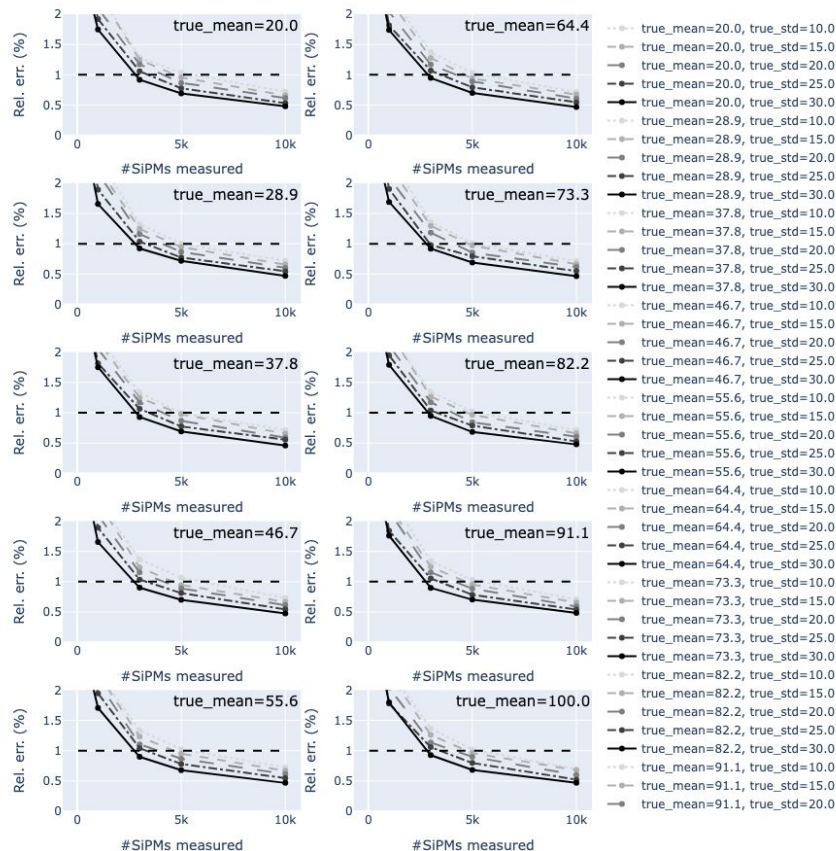 true_mean=20.0
2
1.5
1
0.5
0
Rel. err. (%)
0
5k
10k
#SiPMs measured
true_mean=64.4
2
1.5
1
0.5
0
Rel. err. (%)
0
5k
10k
#SiPMs measured
true_mean=28.9
2
1.5
1
0.5
0
Rel. err. (%)
0
5k
10k
#SiPMs measured
true_mean=73.3
2
1.5
1
0.5
0
Rel. err. (%)
0
5k
10k
#SiPMs measured
true_mean=37.8
2
1.5
1
0.5
0
Rel. err. (%)
0
5k
10k
#SiPMs measured
true_mean=82.2
2
1.5
1
0.5
0
Rel. err. (%)
0
5k
10k
#SiPMs measured
true_mean=46.7
2
1.5
1
0.5
0
Rel. err. (%)
0
5k
10k
#SiPMs measured
true_mean=91.1
2
1.5
1
0.5
0
Rel. err. (%)
0
5k
10k
#SiPMs measured
true_mean=55.6
2
1.5
1
0.5
0
Rel. err. (%)
0
5k
10k
#SiPMs measured
true_mean=100.0
2
1.5
1
0.5
0
Rel. err. (%)
0
5k
10k
#SiPMs measured
true_mean=20.0, true_std=10.0
true_mean=20.0, true_std=15.0
true_mean=20.0, true_std=20.0
true_mean=20.0, true_std=25.0
true_mean=20.0, true_std=30.0
true_mean=28.9, true_std=10.0
true_mean=28.9, true_std=15.0
true_mean=28.9, true_std=20.0
true_mean=28.9, true_std=25.0
true_mean=28.9, true_std=30.0
true_mean=37.8, true_std=10.0
true_mean=37.8, true_std=15.0
true_mean=37.8, true_std=20.0
true_mean=37.8, true_std=25.0
true_mean=37.8, true_std=30.0
true_mean=46.7, true_std=10.0
true_mean=46.7, true_std=15.0
true_mean=46.7, true_std=20.0
true_mean=46.7, true_std=25.0
true_mean=46.7, true_std=30.0
true_mean=55.6, true_std=10.0
true_mean=55.6, true_std=15.0
true_mean=55.6, true_std=20.0
true_mean=55.6, true_std=25.0
true_mean=55.6, true_std=30.0
true_mean=64.4, true_std=10.0
true_mean=64.4, true_std=15.0
true_mean=64.4, true_std=20.0
true_mean=64.4, true_std=25.0
true_mean=64.4, true_std=30.0
true_mean=73.3, true_std=10.0
true_mean=73.3, true_std=15.0
true_mean=73.3, true_std=20.0
true_mean=73.3, true_std=25.0
true_mean=73.3, true_std=30.0
true_mean=82.2, true_std=10.0
true_mean=82.2, true_std=15.0
true_mean=82.2, true_std=20.0
true_mean=82.2, true_std=25.0
true_mean=82.2, true_std=30.0
true_mean=91.1, true_std=10.0
true_mean=91.1, true_std=15.0
true_mean=91.1, true_std=20.0